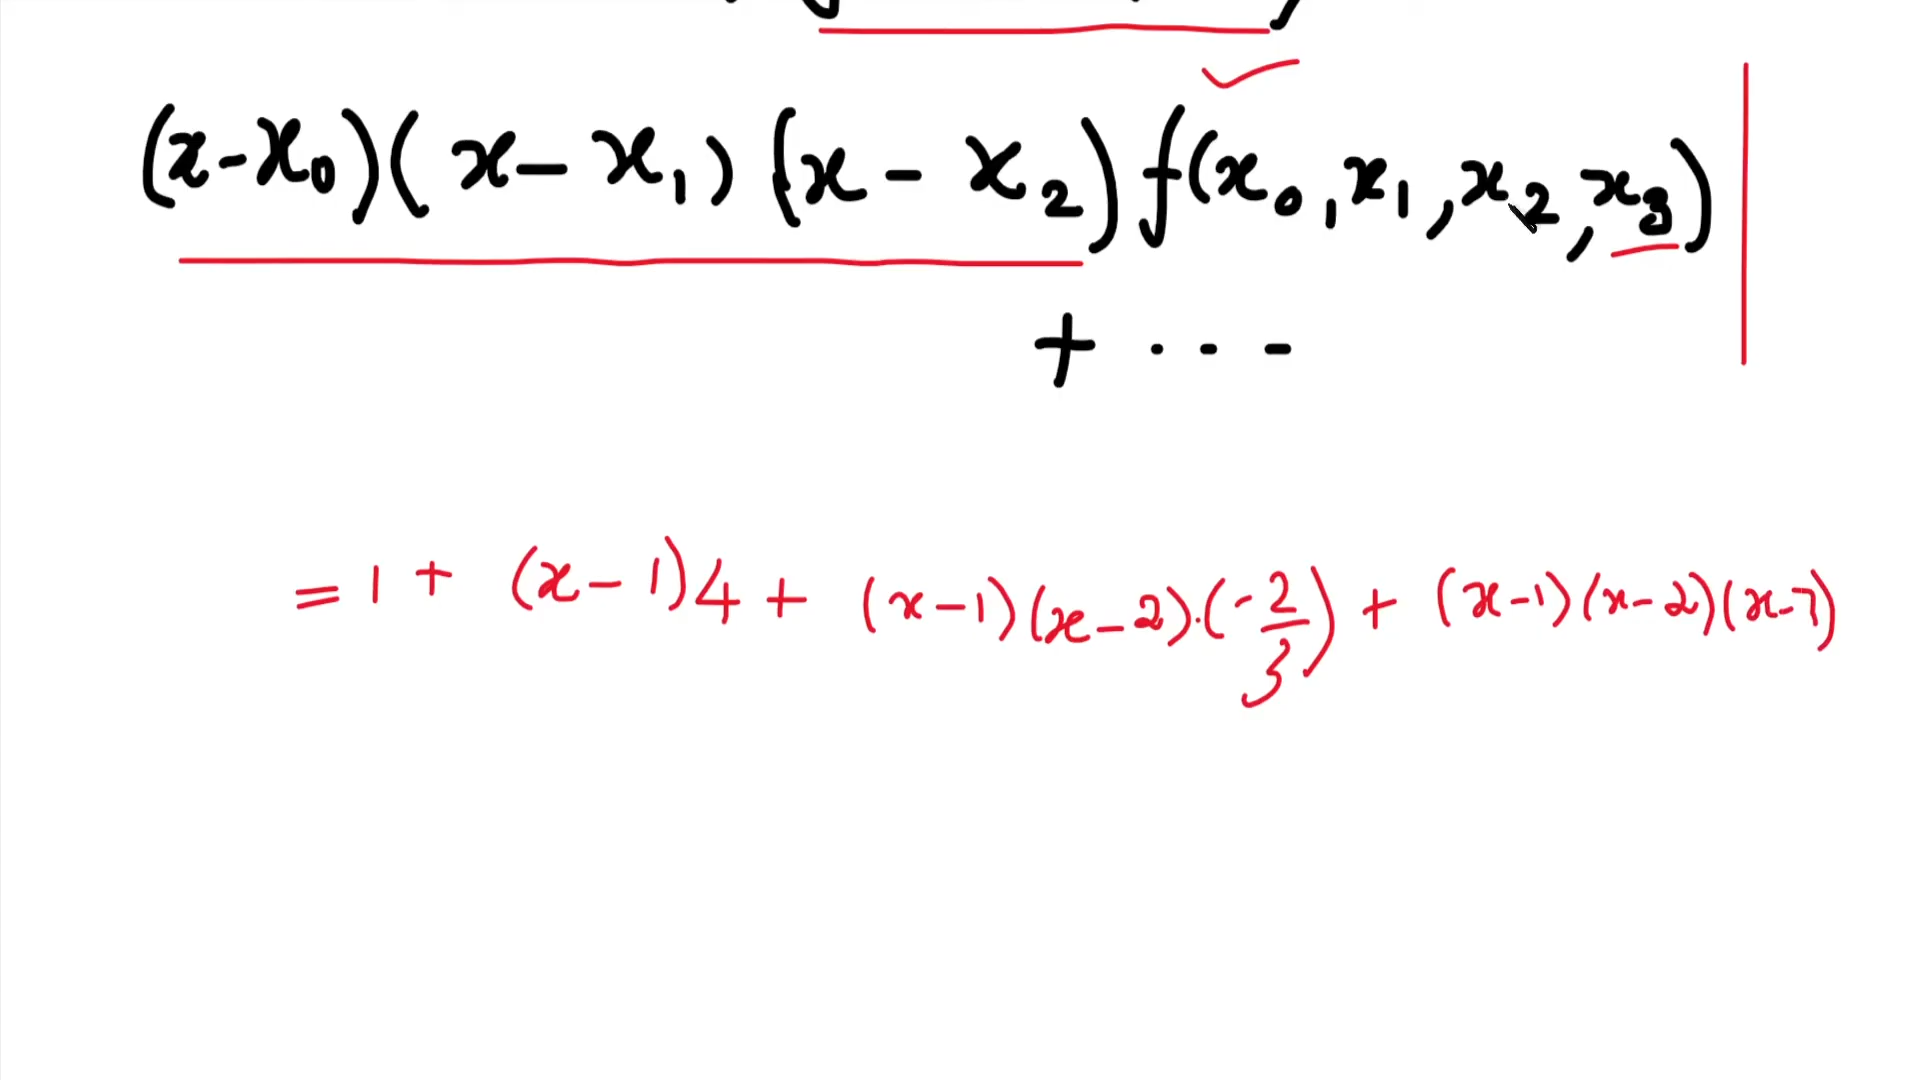 (x-x₀)(x-x₁)(x-x₂)f(x₀,x₁,x₂,x₃)
+ ...
= 1 + (x-1)4 + (x-1)(x-2).(-2/3) + (x-1)(x-2)(x-7)